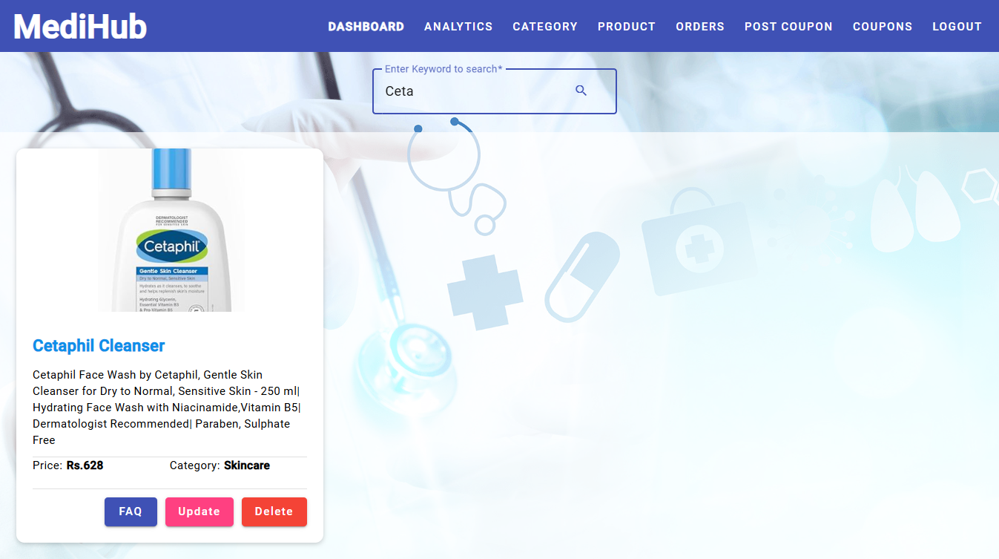 MediHub
DASHBOARD ANALYTICS CATEGORY PRODUCT ORDERS POST COUPON COUPONS LOGOUT
Enter Keyword to search*
Ceta
DERMATOLOGIST
RECOMMENDED
FOR SENSITIVE SKIN
Cetaphil
Gentle Skin Cleanser
Dry to Normal, Sensitive Skin
Hydrates as it cleanses, to soothe
and helps replenish skin's moisture
Hydrating Glycerin,
Essential Vitamin B3
& Pro-Vitamin B5
Cetaphil Cleanser
Cetaphil Face Wash by Cetaphil, Gentle Skin
Cleanser for Dry to Normal, Sensitive Skin - 250 ml|
Hydrating Face Wash with Niacinamide,Vitamin B5|
Dermatologist Recommended| Paraben, Sulphate
Free
Price: Rs.628 Category: Skincare
FAQ Update Delete